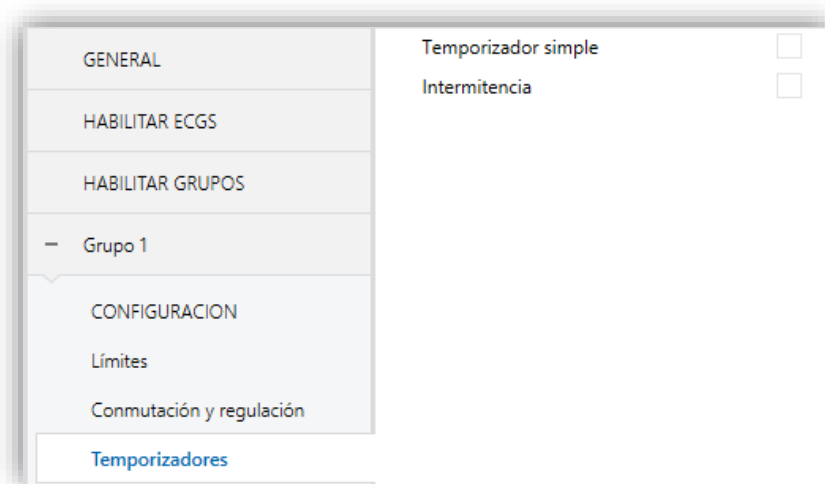 GENERAL
HABILITAR ECGS
HABILITAR GRUPOS
Grupo 1
CONFIGURACION
Límites
Conmutación y regulación
Temporizadores
Temporizador simple
Intermitencia